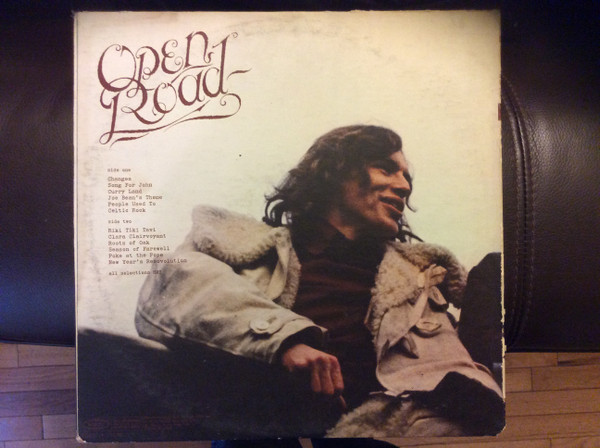 Open
Road
side one
Changes
Song For John
Curry Land
Joe Bean's Theme
People Used To
Celtic Rock
side two
Riki Tiki Tavi
Clara Clairvoyant
Roots of Oak
Season of Farewell
Poke at the Pope
New Year's Resovolution
all selections BMI